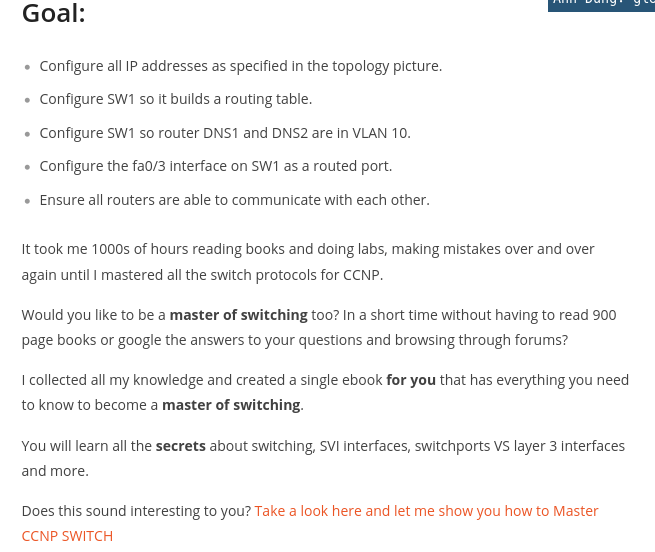 Goal:
Configure all IP addresses as specified in the topology picture.
Configure SW1 so it builds a routing table.
Configure SW1 so router DNS1 and DNS2 are in VLAN 10.
Configure the fa0/3 interface on SW1 as a routed port.
Ensure all routers are able to communicate with each other.
It took me 1000s of hours reading books and doing labs, making mistakes over and over
again until I mastered all the switch protocols for CCNP.
Would you like to be a master of switching too? In a short time without having to read 900
page books or google the answers to your questions and browsing through forums?
I collected all my knowledge and created a single ebook for you that has everything you need
to know to become a master of switching.
You will learn all the secrets about switching, SVI interfaces, switchports VS layer 3 interfaces
and more.
Does this sound interesting to you? Take a look here and let me show you how to Master
CCNP SWITCH